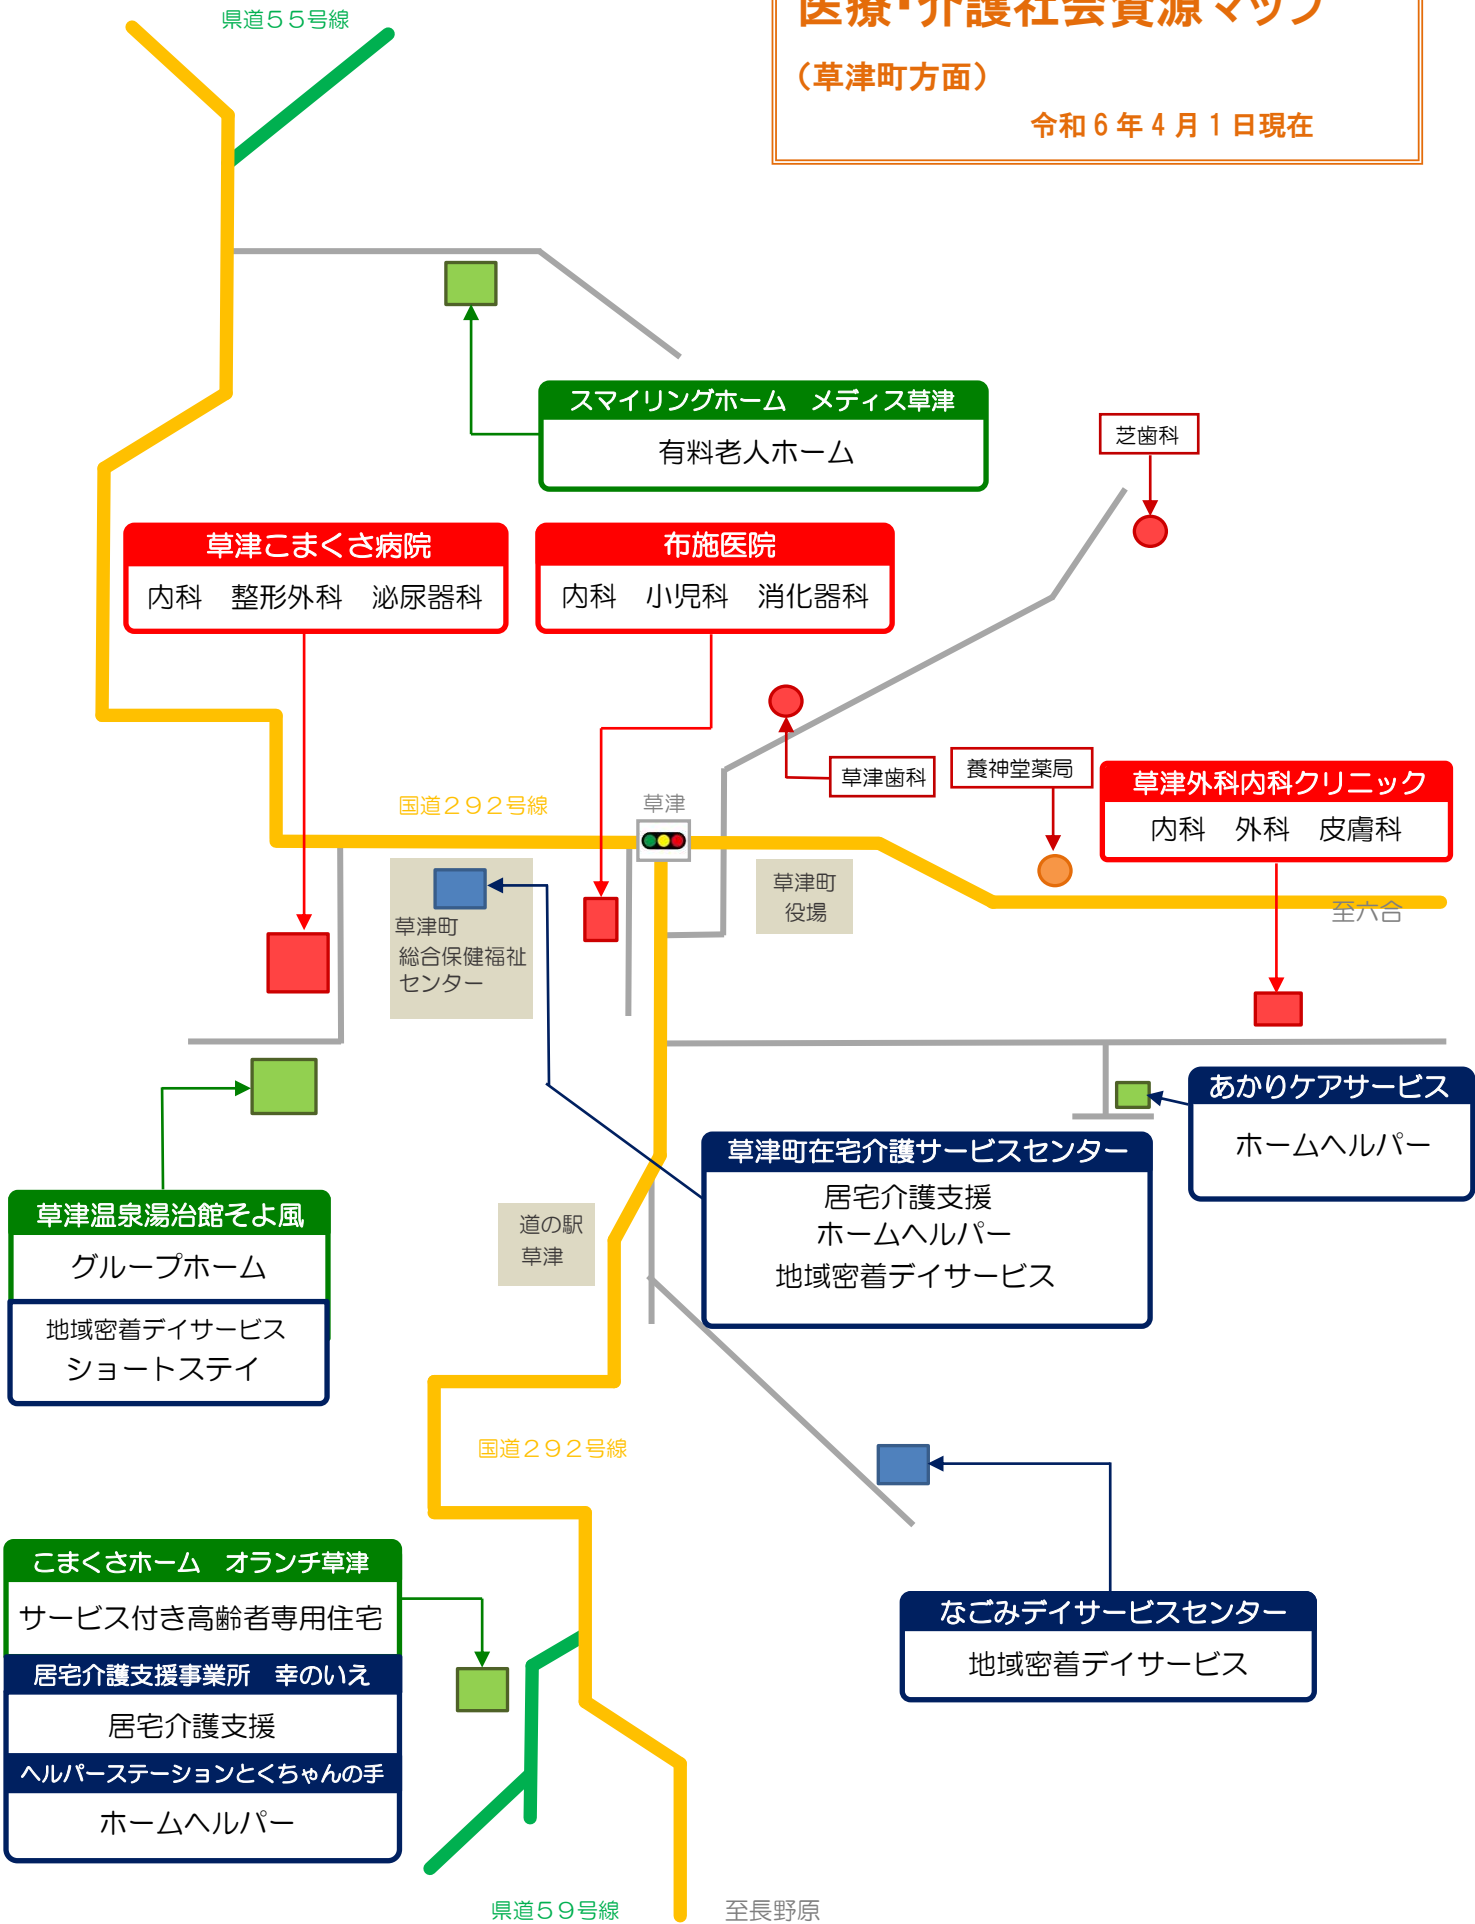 県道５５号線
医療・介護社会資源マップ
（草津町方面）
令和６年４月１日現在
スマイリングホーム　メディス草津
有料老人ホーム
芝歯科
草津こまくさ病院
内科　整形外科　泌尿器科
布施医院
内科　小児科　消化器科
草津歯科
養神堂薬局
草津外科内科クリニック
内科　外科　皮膚科
国道２９２号線
草津
草津町
役場
至六合
草津町
総合保健福祉
センター
あかりケアサービス
ホームヘルパー
草津町在宅介護サービスセンター
居宅介護支援
ホームヘルパー
地域密着デイサービス
草津温泉湯治館そよ風
グループホーム
地域密着デイサービス
ショートステイ
道の駅
草津
国道２９２号線
こまくさホーム　オランチ草津
サービス付き高齢者専用住宅
居宅介護支援事業所　幸のいえ
居宅介護支援
ヘルパーステーションとくちゃんの手
ホームヘルパー
なごみデイサービスセンター
地域密着デイサービス
県道５９号線
至長野原